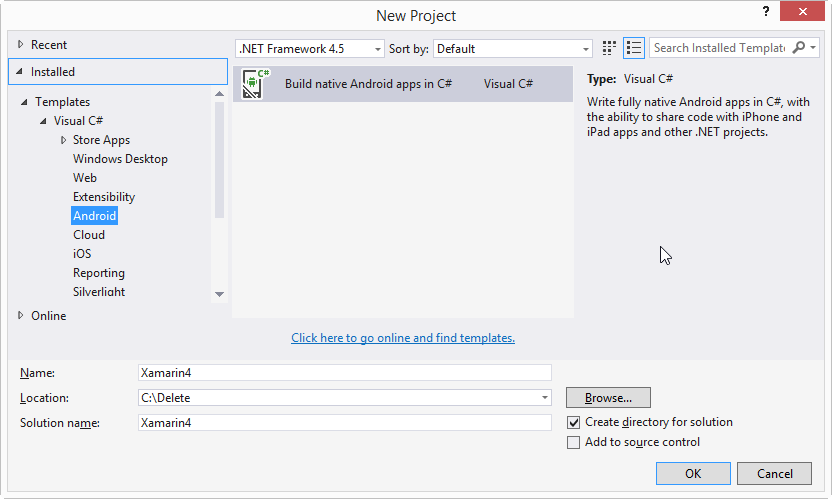 New Project
?
Recent
Installed
Templates
Visual C#
Store Apps
Windows Desktop
Web
Extensibility
Android
Cloud
iOS
Reporting
Silverlight
Online
.NET Framework 4.5
Sort by: Default
Search Installed Templat
C#
Build native Android apps in C# Visual C#
Type: Visual C#
Write fully native Android apps in C#, with
the ability to share code with iPhone and
iPad apps and other .NET projects.
Click here to go online and find templates.
Name: Xamarin4
Location: C:\Delete
Browse...
Solution name: Xamarin4
Create directory for solution
Add to source control
OK
Cancel